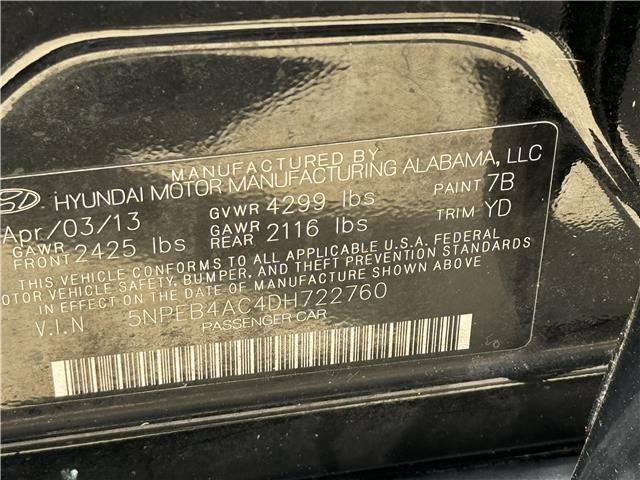 MANUFACTURED BY
HYUNDAI MOTOR MANUFACTURING ALABAMA, LLC
Apr/03/13 GVWR 4299 lbs PAINT 7B
GAWR FRONT 2425 lbs GAWR REAR 2116 lbs TRIM YD
THIS VEHICLE CONFORMS TO ALL APPLICABLE U.S.A. FEDERAL
MOTOR VEHICLE SAFETY, BUMPER, AND THEFT PREVENTION STANDARDS
IN EFFECT ON THE DATE OF MANUFACTURE SHOWN ABOVE
V.I.N 5NPEB4AC4DH722760
PASSENGER CAR